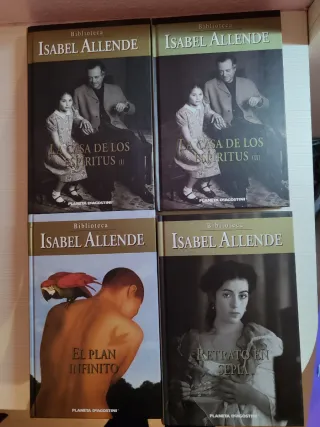 Biblioteca
ISABEL ALLENDE
LA CASA DE LOS
ESPÍRITUS (I)
PLANETA DEAGOSTINI
Biblioteca
ISABEL ALLENDE
LA CASA DE LOS
ESPÍRITUS (II)
PLANETA DEAGOSTINI
Biblioteca
ISABEL ALLENDE
EL PLAN
INFINITO
PLANETA DEAGOSTINI
Biblioteca
ISABEL ALLENDE
RETRATO EN
SEPIA
PLANETA DEAGOSTINI